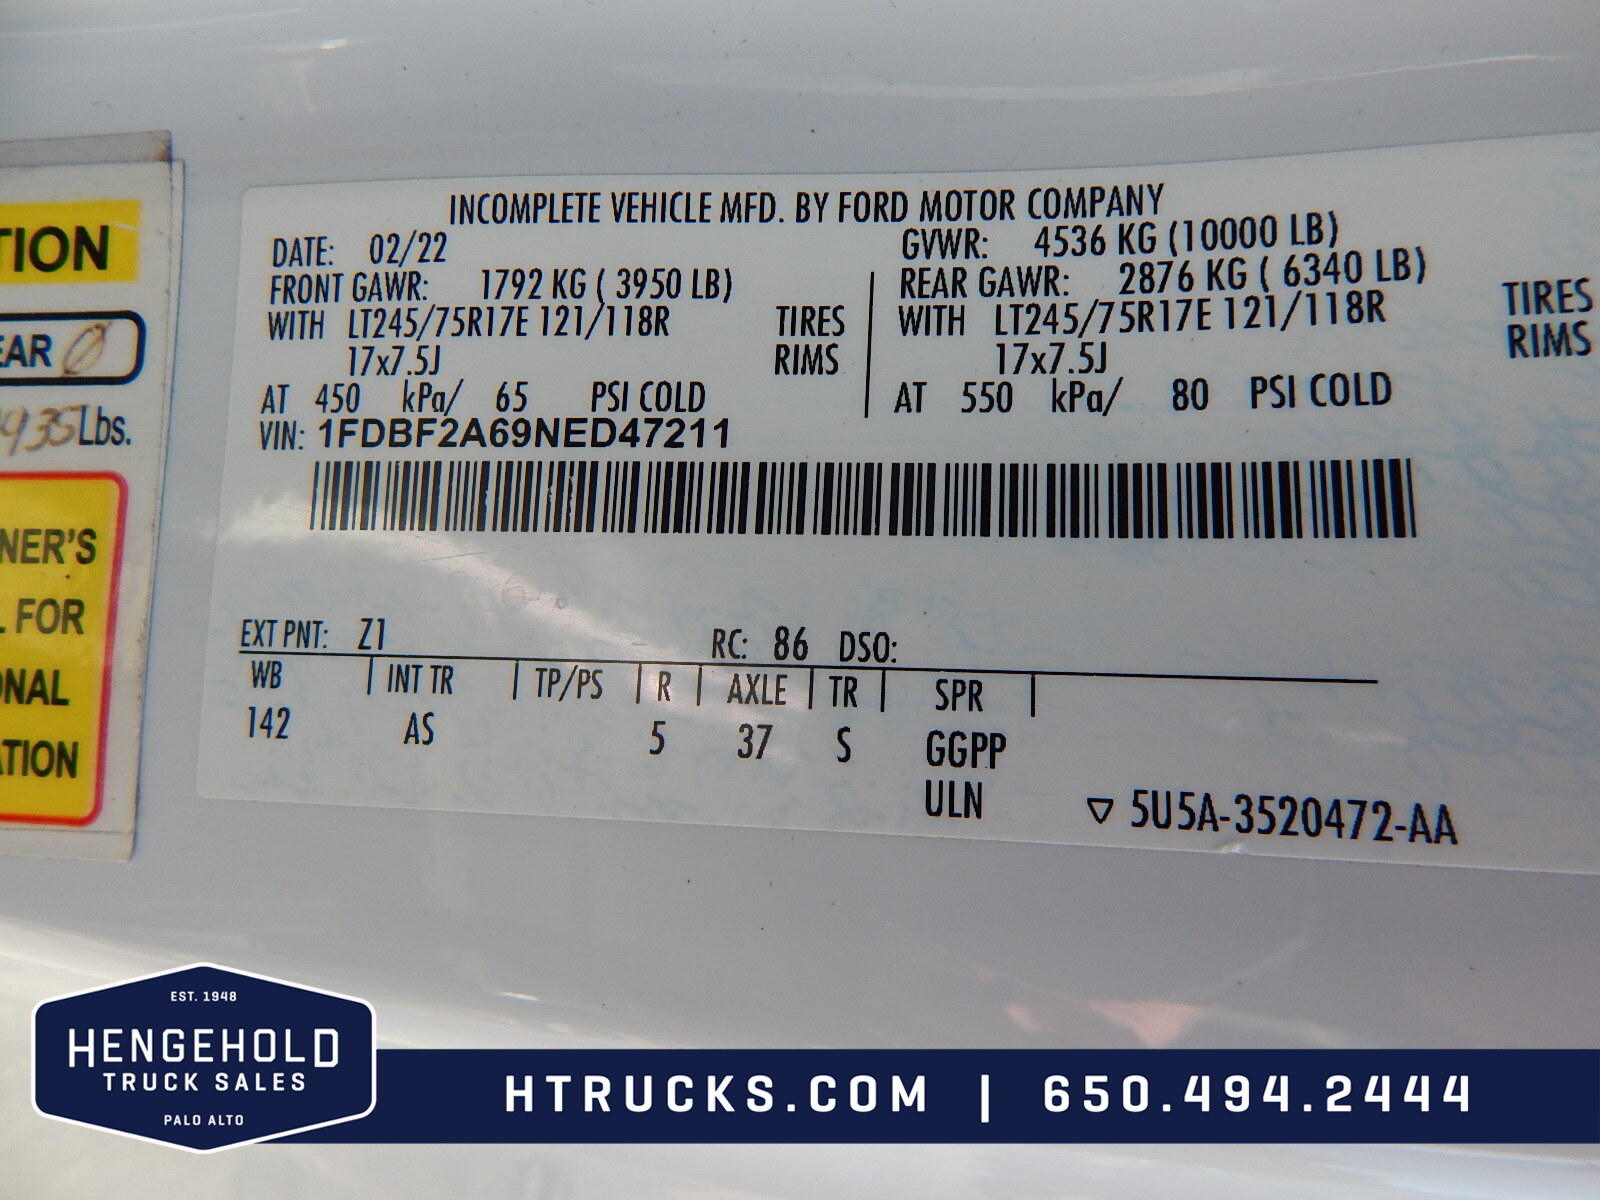 TION
EAR 0
935 Lbs.
NER'S
L FOR
ONAL
ATION
INCOMPLETE VEHICLE MFD. BY FORD MOTOR COMPANY
DATE: 02/22 GVWR: 4536 KG (10000 LB)
FRONT GAWR: 1792 KG ( 3950 LB) REAR GAWR: 2876 KG ( 6340 LB)
WITH LT245/75R17E 121/118R TIRES WITH LT245/75R17E 121/118R TIRES
17x7.5J RIMS 17x7.5J RIMS
AT 450 kPa/ 65 PSI COLD AT 550 kPa/ 80 PSI COLD
VIN: 1FDBF2A69NED47211
EXT PNT: Z1 RC: 86 DSO:
WB | INT TR | TP/PS | R | AXLE | TR | SPR |
142 AS 5 37 S GGPP
ULN ▽ 5U5A-3520472-AA
EST. 1948
HENGEHOLD
TRUCK SALES
PALO ALTO
HTRUCKS.COM | 650.494.2444